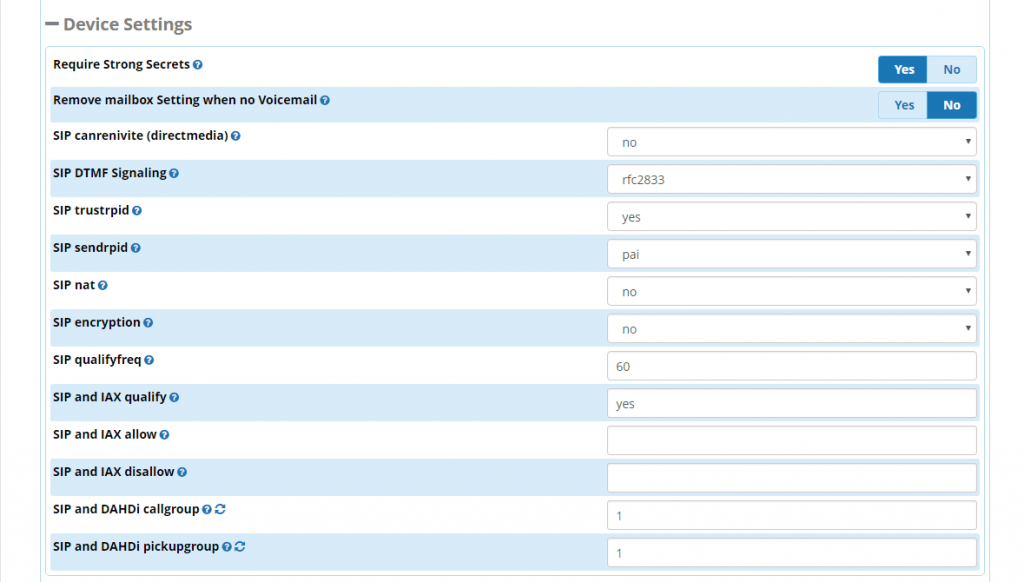 Device Settings
Require Strong Secrets Yes No
Remove mailbox Setting when no Voicemail Yes No
SIP canrenivite (directmedia) no
SIP DTMF Signaling rfc2833
SIP trustrpid yes
SIP sendrpid pai
SIP nat no
SIP encryption no
SIP qualifyfreq 60
SIP and IAX qualify yes
SIP and IAX allow
SIP and IAX disallow
SIP and DAHDi callgroup 1
SIP and DAHDi pickupgroup 1